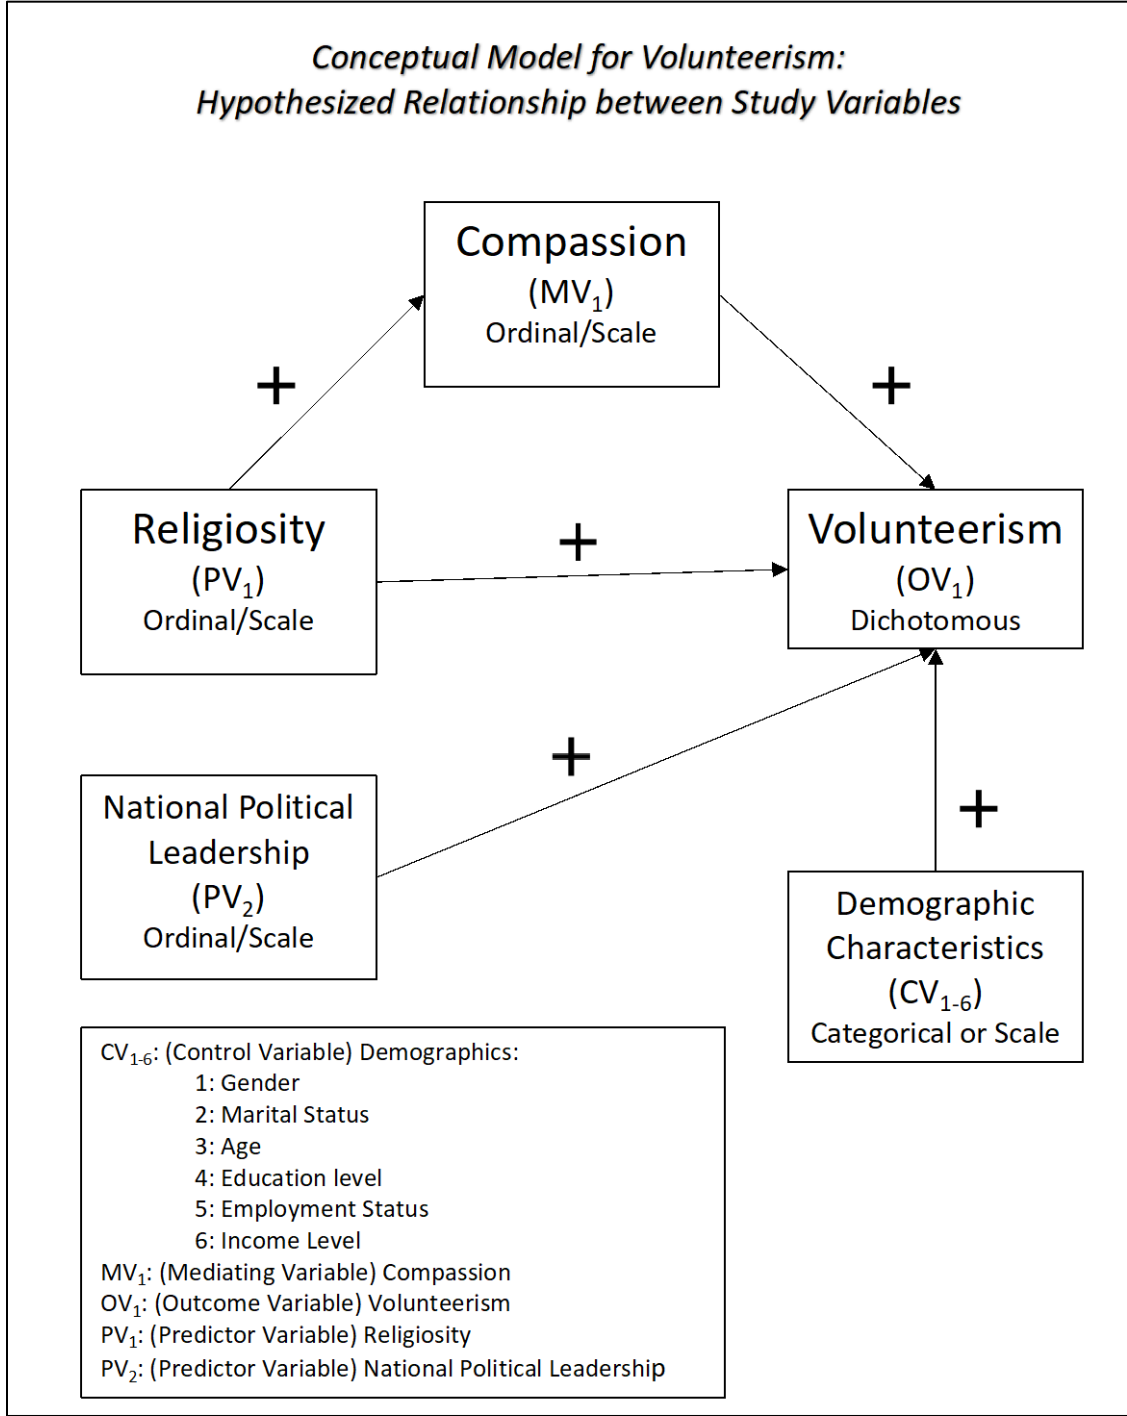 Conceptual Model for Volunteerism:
Hypothesized Relationship between Study Variables
Compassion
(MV₁)
Ordinal/Scale
+
+
Religiosity
(PV₁)
Ordinal/Scale
+
Volunteerism
(OV₁)
Dichotomous
National Political
Leadership
(PV₂)
Ordinal/Scale
+
+
Demographic
Characteristics
(CV₁₋₆)
Categorical or Scale
CV₁₋₆: (Control Variable) Demographics:
1: Gender
2: Marital Status
3: Age
4: Education level
5: Employment Status
6: Income Level
MV₁: (Mediating Variable) Compassion
OV₁: (Outcome Variable) Volunteerism
PV₁: (Predictor Variable) Religiosity
PV₂: (Predictor Variable) National Political Leadership